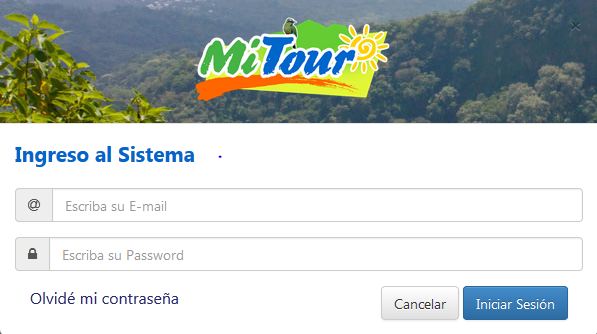 MiTour
Ingreso al Sistema
@ Escriba su E-mail
Escriba su Password
Olvidé mi contraseña
Cancelar Iniciar Sesión